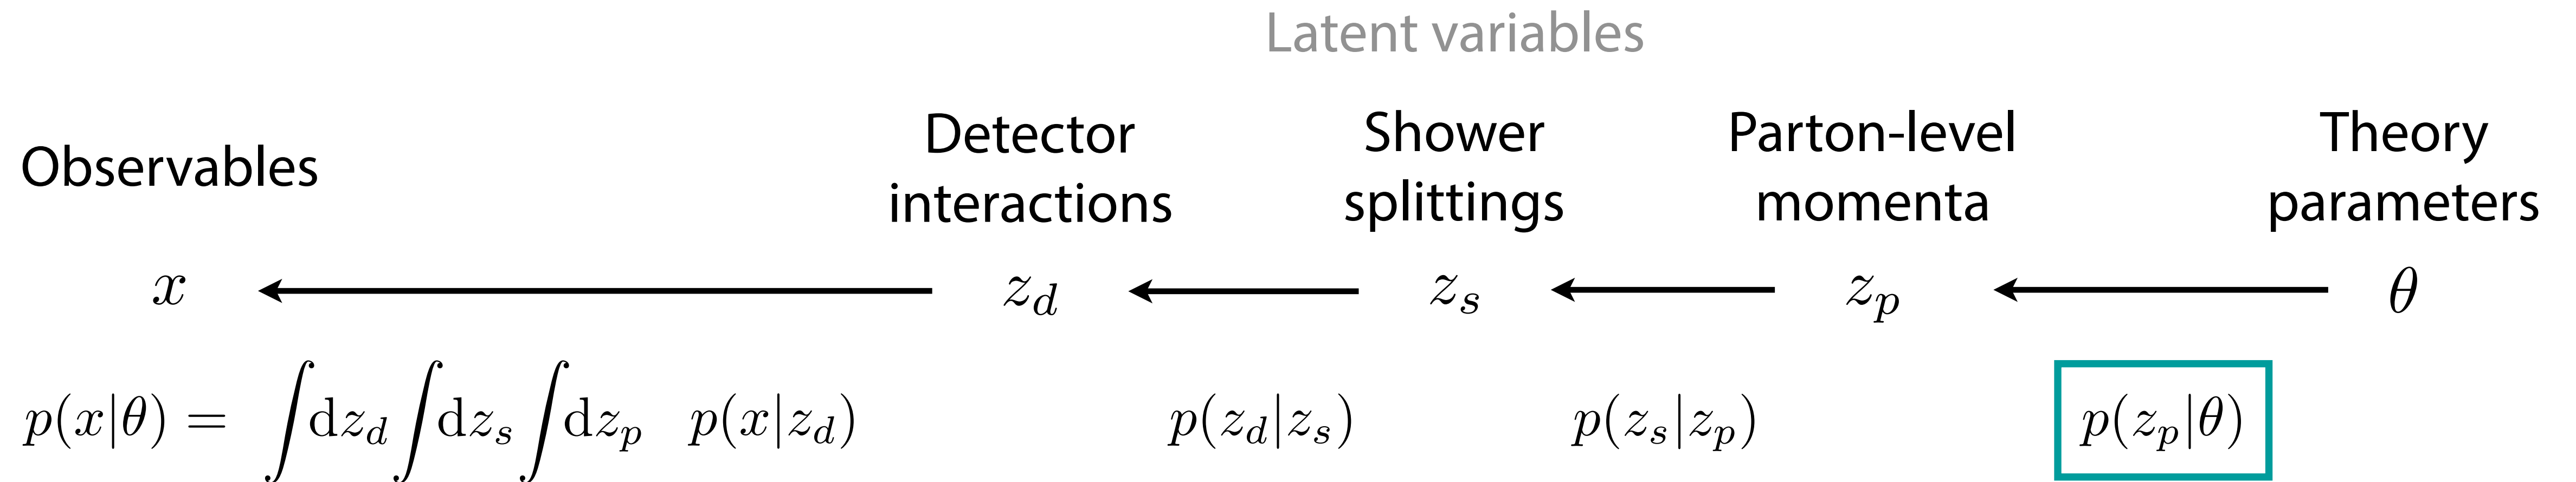 Latent variables
Observables
Detector
interactions
Shower
splittings
Parton-level
momenta
Theory
parameters
x ← z_d ← z_s ← z_p ← θ
p(x|θ) = ∫dz_d ∫dz_s ∫dz_p p(x|z_d) p(z_d|z_s) p(z_s|z_p) p(z_p|θ)